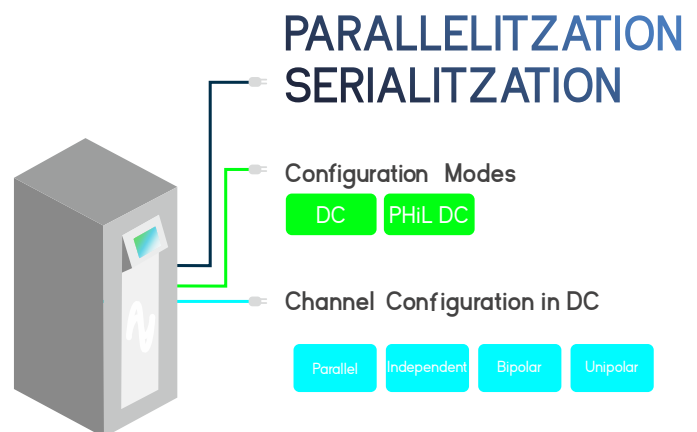 PARALLELITZATION
SERIALITZATION
Configuration Modes
DC PHiL DC
Channel Configuration in DC
Parallel Independent Bipolar Unipolar